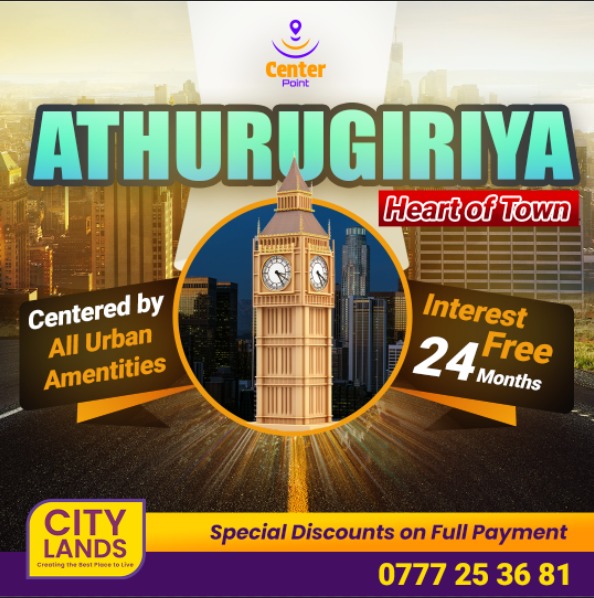 Center
Point
ATHURUGIRIYA
Heart of Town
Centered by
All Urban
Amentities
Interest
Free
24 Months
CITY
LANDS
Creating the Best Place to Live
Special Discounts on Full Payment
0777 25 36 81